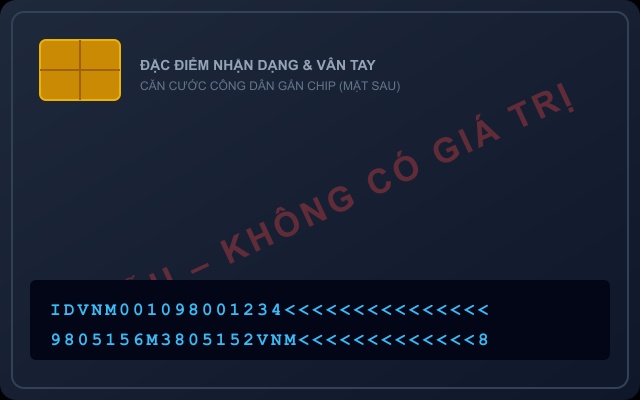 ĐẶC ĐIỂM NHẬN DẠNG & VÂN TAY
CĂN CƯỚC CÔNG DÂN GẮN CHIP (MẶT SAU)
– KHÔNG CÓ GIÁ TRỊ
IDVNM001098001234<<<<<<<<<<<<<<<
9805156M3805152VNM<<<<<<<<<<<<<8